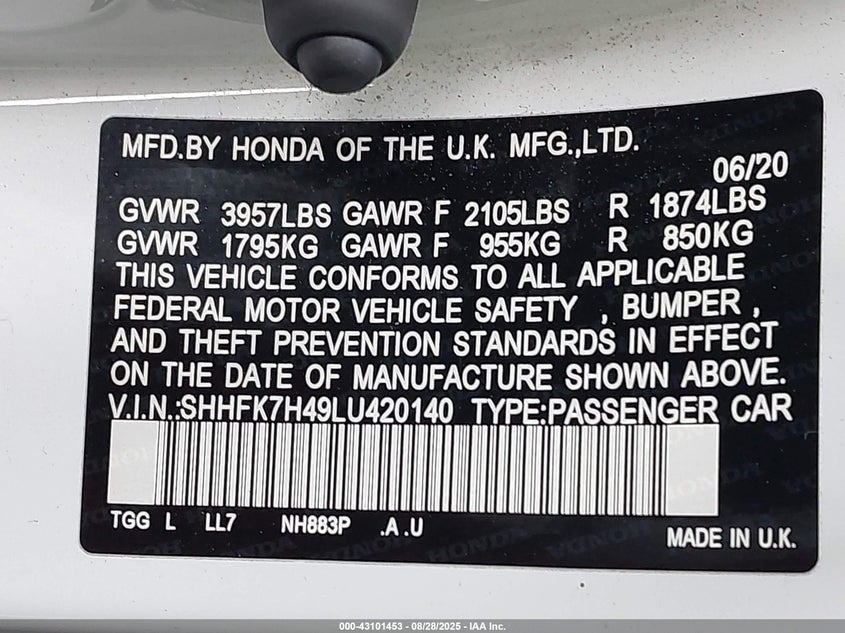 MFD.BY HONDA OF THE U.K. MFG.,LTD.
06/20
GVWR 3957LBS GAWR F 2105LBS R 1874LBS
GVWR 1795KG GAWR F 955KG R 850KG
THIS VEHICLE CONFORMS TO ALL APPLICABLE
FEDERAL MOTOR VEHICLE SAFETY , BUMPER ,
AND THEFT PREVENTION STANDARDS IN EFFECT
ON THE DATE OF MANUFACTURE SHOWN ABOVE.
V.I.N.:SHHFK7H49LU420140 TYPE:PASSENGER CAR
TGG L LL7 NH883P .A .U
MADE IN U.K.
000-43101453 - 08/28/2025 - IAA Inc.